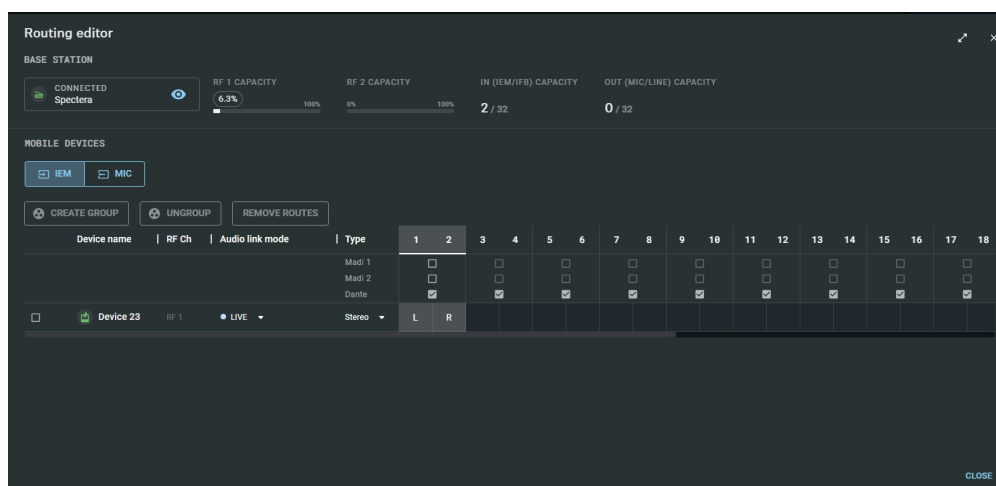 Routing editor
BASE STATION
CONNECTED
Spectera
RF 1 CAPACITY
6.3%
100%
RF 2 CAPACITY
0%
100%
IN (IEM/IFB) CAPACITY
2 / 32
OUT (MIC/LINE) CAPACITY
0 / 32
MOBILE DEVICES
IEM MIC
CREATE GROUP UNGROUP REMOVE ROUTES
Device name RF Ch Audio link mode Type 1 2 3 4 5 6 7 8 9 10 11 12 13 14 15 16 17 18
Madi 1
Madi 2
Dante
Device 23 RF 1 LIVE Stereo L R
CLOSE